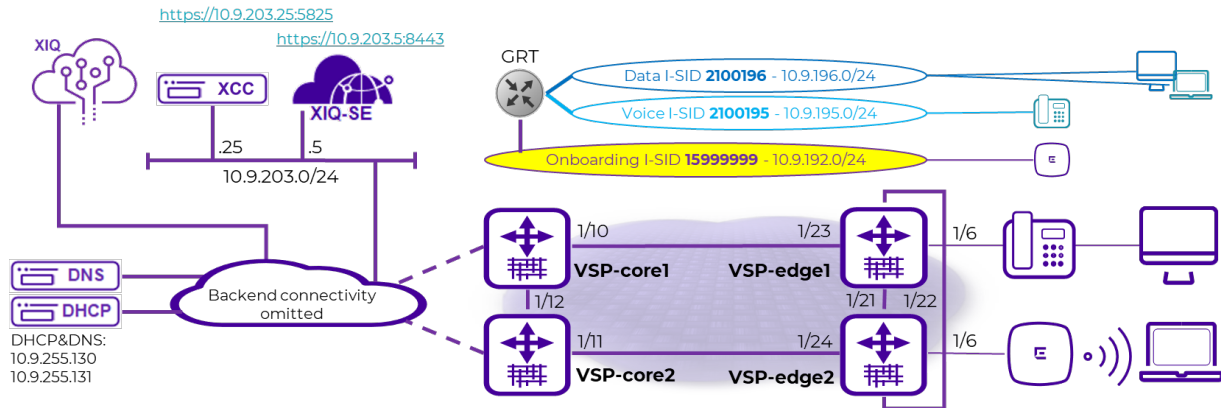 https://10.9.203.25:5825
https://10.9.203.5:8443
XIQ
XCC
XIQ-SE
.25
.5
10.9.203.0/24
GRT
Data I-SID 2100196 - 10.9.196.0/24
Voice I-SID 2100195 - 10.9.195.0/24
Onboarding I-SID 15999999 - 10.9.192.0/24
E
DNS
DHCP
DHCP&DNS:
10.9.255.130
10.9.255.131
Backend connectivity
omitted
1/10
1/23
1/6
VSP-core1
VSP-edge1
1/12
1/21
1/22
1/11
1/24
1/6
VSP-core2
VSP-edge2
E